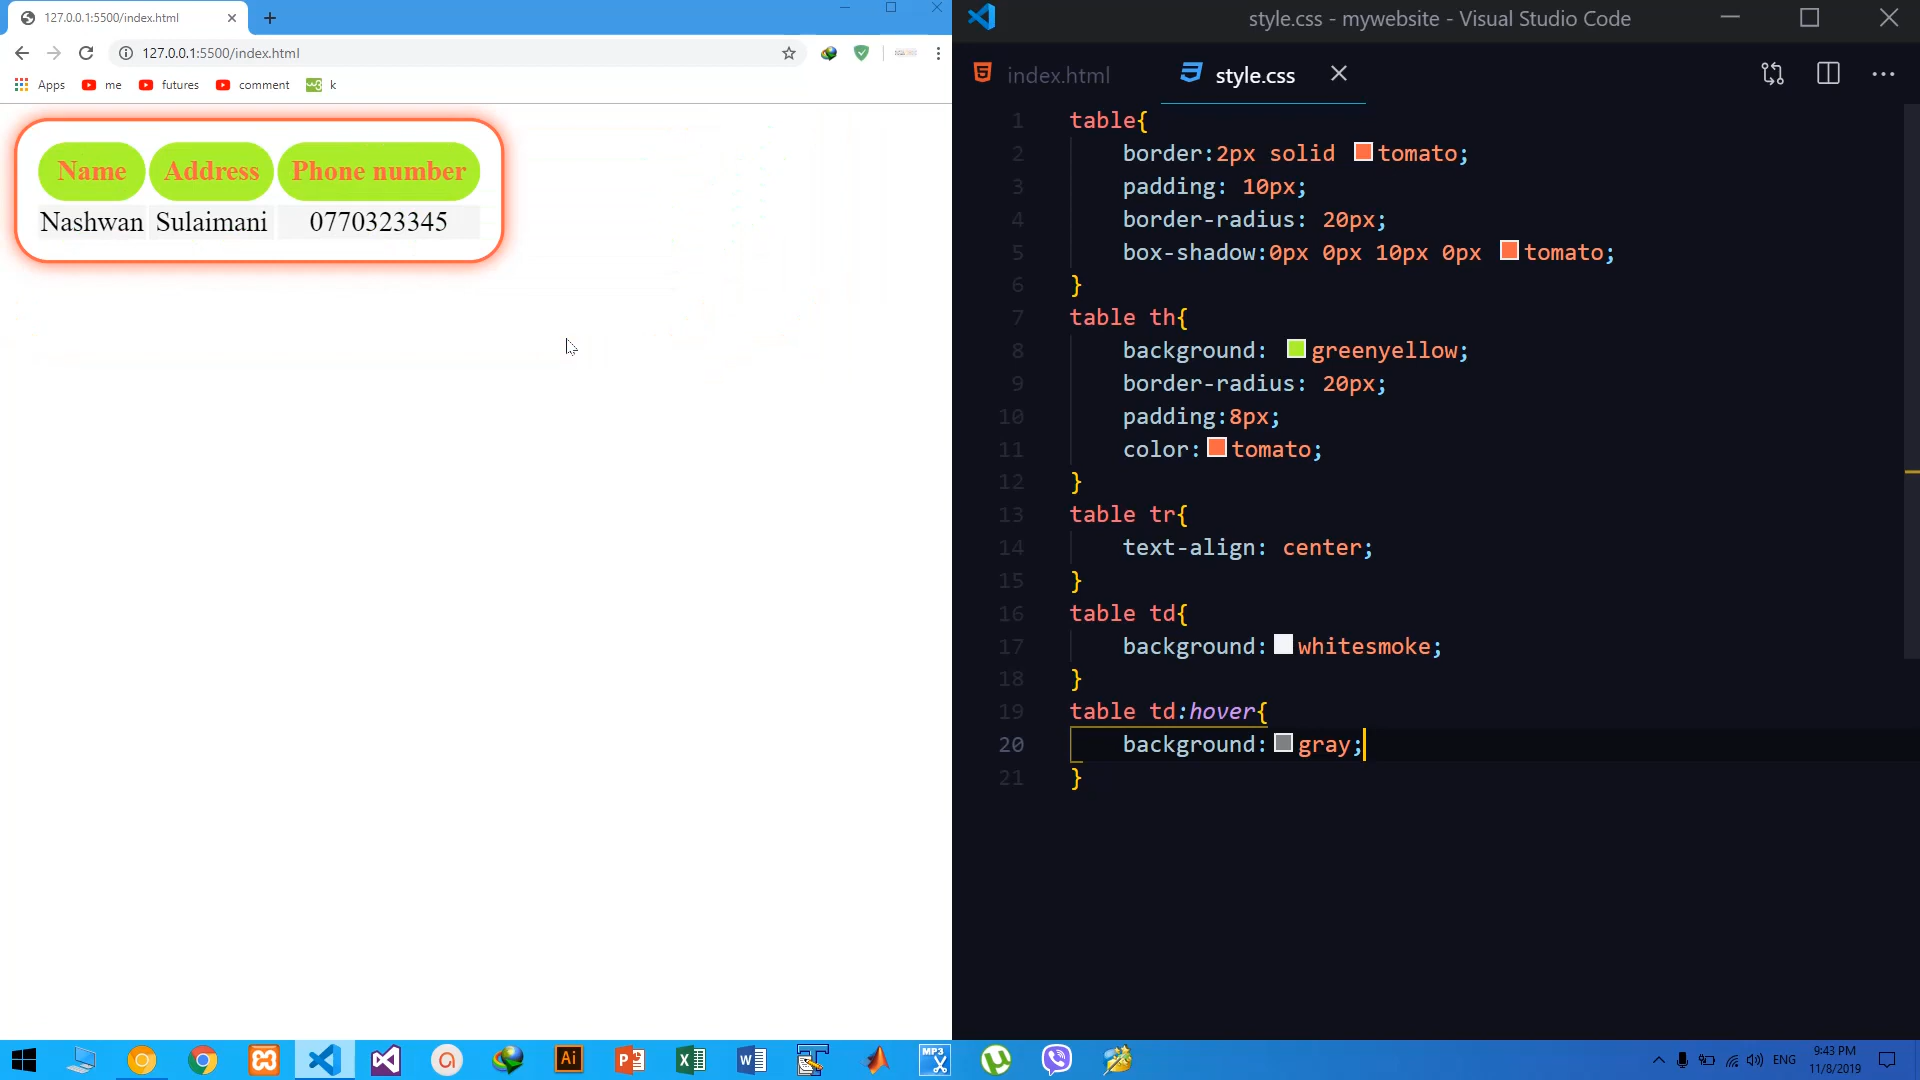 127.0.0.1:5500/index.html
127.0.0.1:5500/index.html
Apps me futures comment k
Name Address Phone number
Nashwan Sulaimani 0770323345
style.css - mywebsite - Visual Studio Code
index.html style.css
1 table{
2 border:2px solid tomato;
3 padding: 10px;
4 border-radius: 20px;
5 box-shadow:0px 0px 10px 0px tomato;
6 }
7 table th{
8 background: greenyellow;
9 border-radius: 20px;
10 padding:8px;
11 color:tomato;
12 }
13 table tr{
14 text-align: center;
15 }
16 table td{
17 background:whitesmoke;
18 }
19 table td:hover{
20 background:gray;
21 }
Ai
MP3
ENG
9:43 PM
11/8/2019